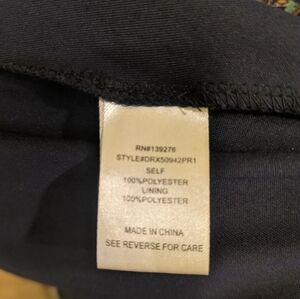 RN#139276
STYLE#DRX50942PR1
SELF
100%POLYESTER
LINING
100%POLYESTER
MADE IN CHINA
SEE REVERSE FOR CARE